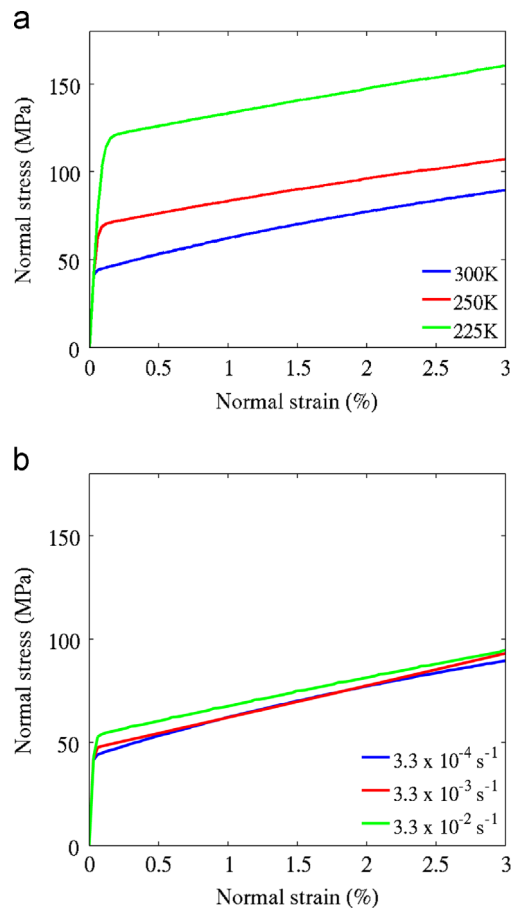 a
Normal stress (MPa)
150
100
50
0
300K
250K
225K
0 0.5 1 1.5 2 2.5 3
Normal strain (%)
b
Normal stress (MPa)
150
100
50
0
3.3 x 10⁻⁴ s⁻¹
3.3 x 10⁻³ s⁻¹
3.3 x 10⁻² s⁻¹
0 0.5 1 1.5 2 2.5 3
Normal strain (%)